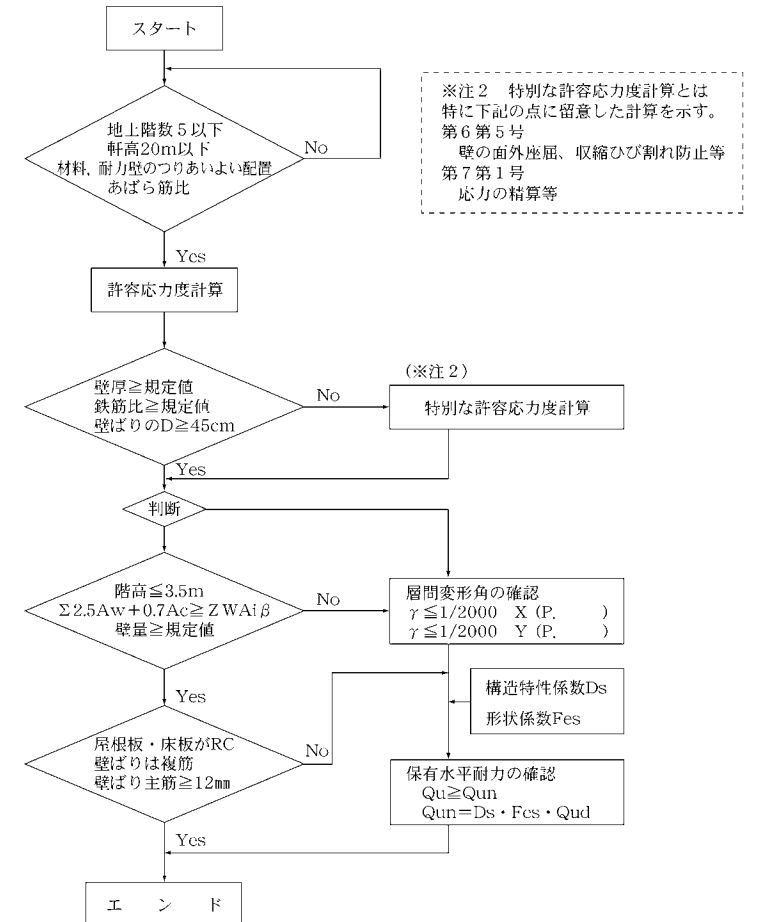 スタート
地上階数5以下
軒高20m以下
材料，耐力壁のつりあいよい配置
あばら筋比
No
※注2　特別な許容応力度計算とは
特に下記の点に留意した計算を示す。
第6第5号
壁の面外座屈、収縮ひび割れ防止等
第7第1号
応力の精算等
Yes
許容応力度計算
壁厚≧規定値
鉄筋比≧規定値
壁ばりのD≧45cm
No
(※注2)
特別な許容応力度計算
Yes
判断
階高≦3.5m
Σ2.5Aw＋0.7Ac≧ZWAiβ
壁量≧規定値
No
層間変形角の確認
γ≦1/2000　X (P.　　)
γ≦1/2000　Y (P.　　)
Yes
構造特性係数Ds
形状係数Fes
屋根板・床板がRC
壁ばりは複筋
壁ばり主筋≧12㎜
No
保有水平耐力の確認
Qu≧Qun
Qun＝Ds・Fes・Qud
Yes
エンド